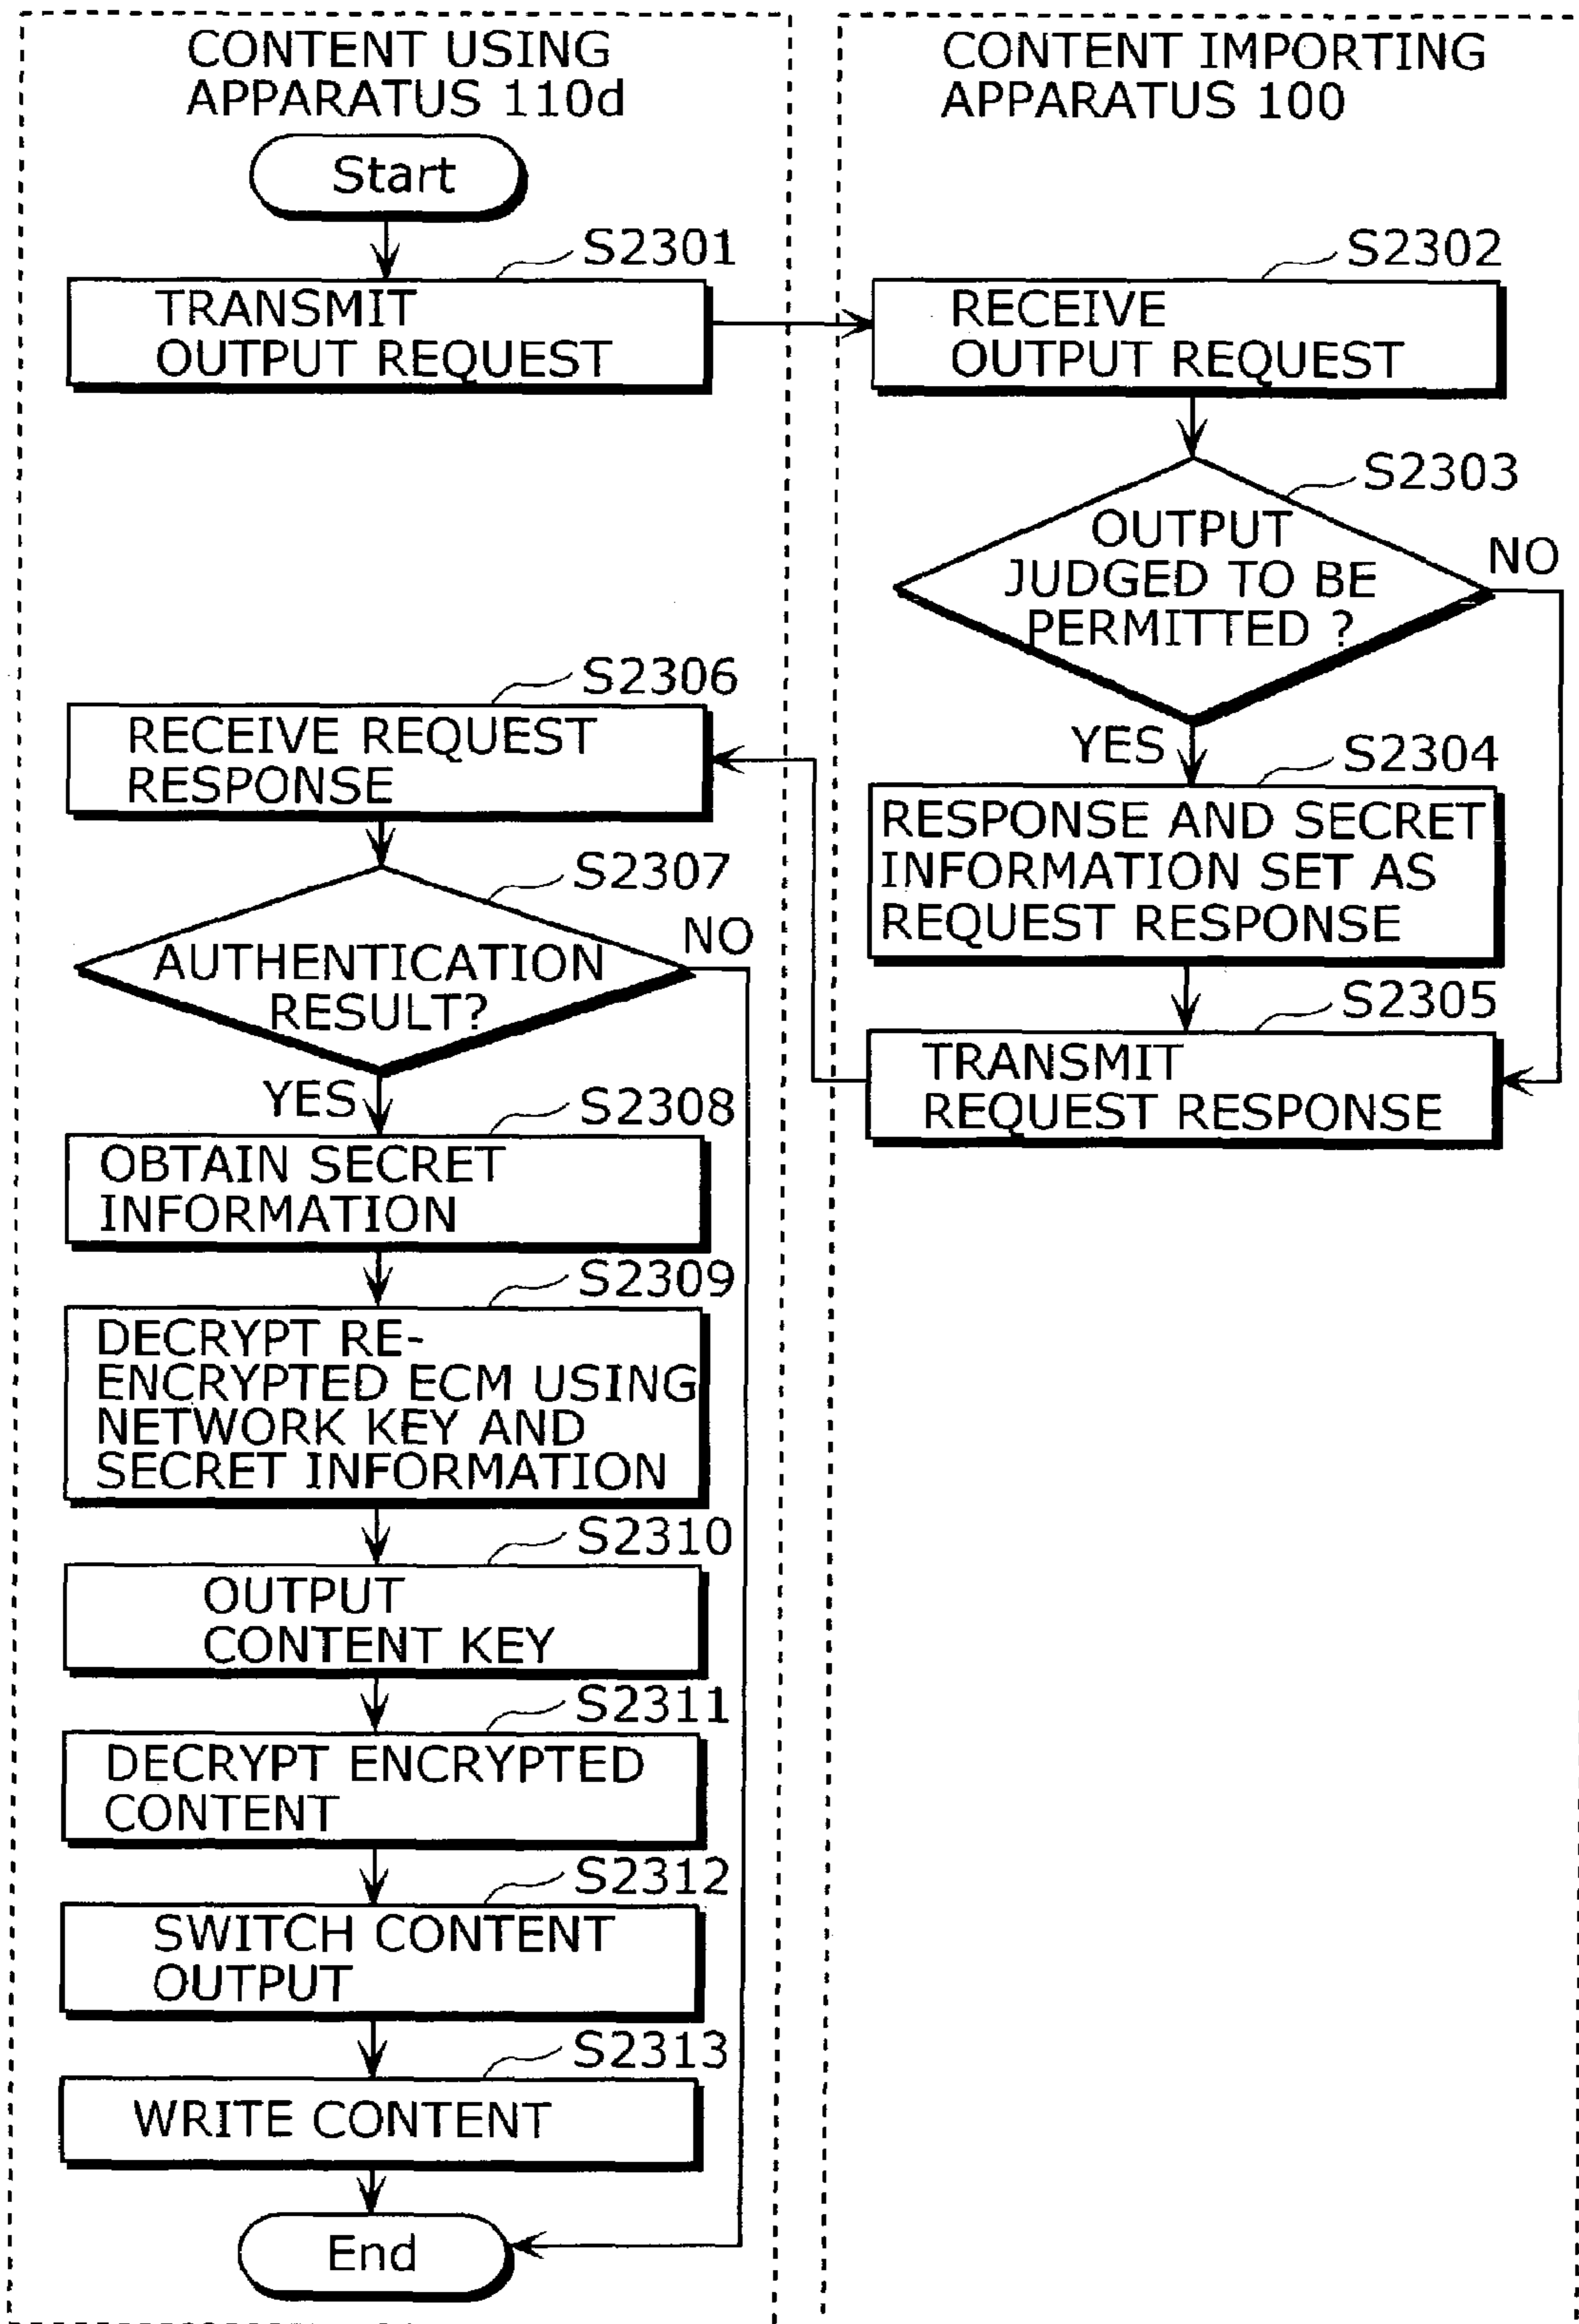 CONTENT USING
APPARATUS 110d
Start
S2301
TRANSMIT
OUTPUT REQUEST
CONTENT IMPORTING
APPARATUS 100
S2302
RECEIVE
OUTPUT REQUEST
S2303
OUTPUT
JUDGED TO BE
PERMITTED ?
NO
YES
S2304
RESPONSE AND SECRET
INFORMATION SET AS
REQUEST RESPONSE
S2305
TRANSMIT
REQUEST RESPONSE
S2306
RECEIVE REQUEST
RESPONSE
S2307
AUTHENTICATION
RESULT?
NO
YES
S2308
OBTAIN SECRET
INFORMATION
S2309
DECRYPT RE-
ENCRYPTED ECM USING
NETWORK KEY AND
SECRET INFORMATION
S2310
OUTPUT
CONTENT KEY
S2311
DECRYPT ENCRYPTED
CONTENT
S2312
SWITCH CONTENT
OUTPUT
S2313
WRITE CONTENT
End